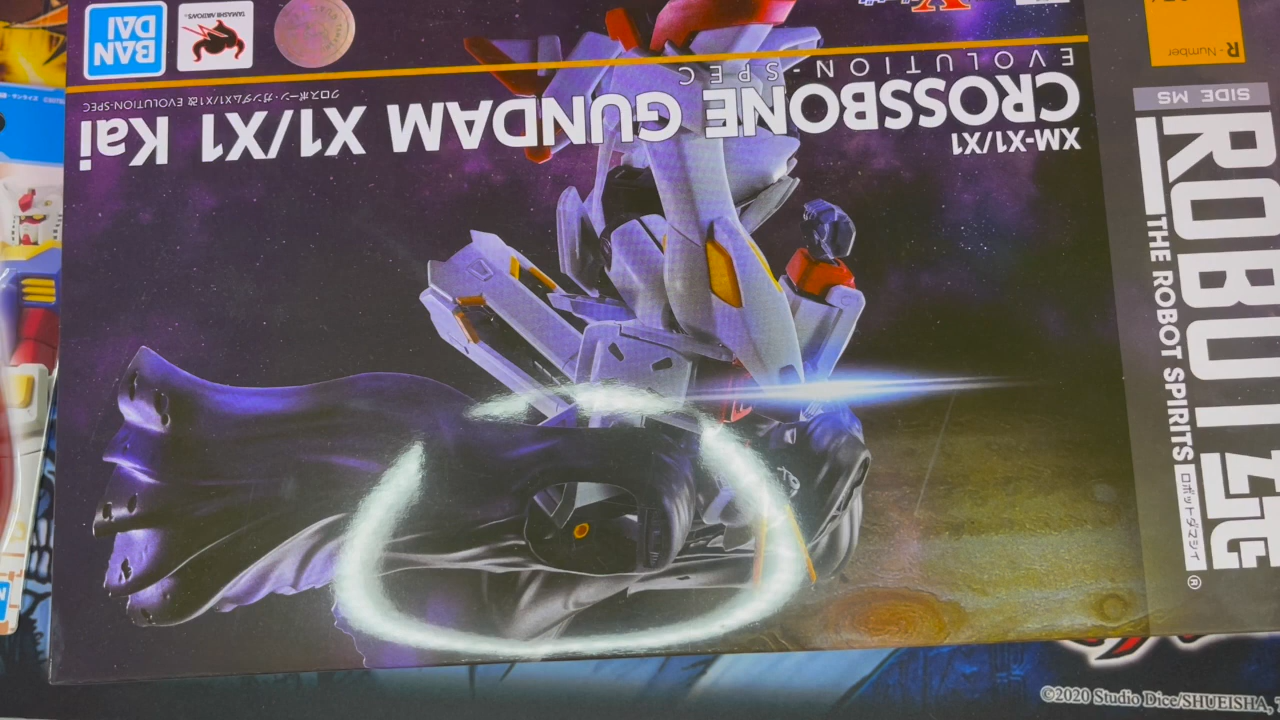 BAN
DAI
TAMASHII NATIONS
XM-X1/X1
CROSSBONE GUNDAM X1/X1 Kai
EVOLUTION-SPEC
クロスボーン・ガンダムX1/X1改 EVOLUTION-SPEC
R-Number
SIDE MS
ROBOT魂
THE ROBOT SPIRITS
ロボットダマシイ
®
©2020 Studio Dice/SHUEISHA,